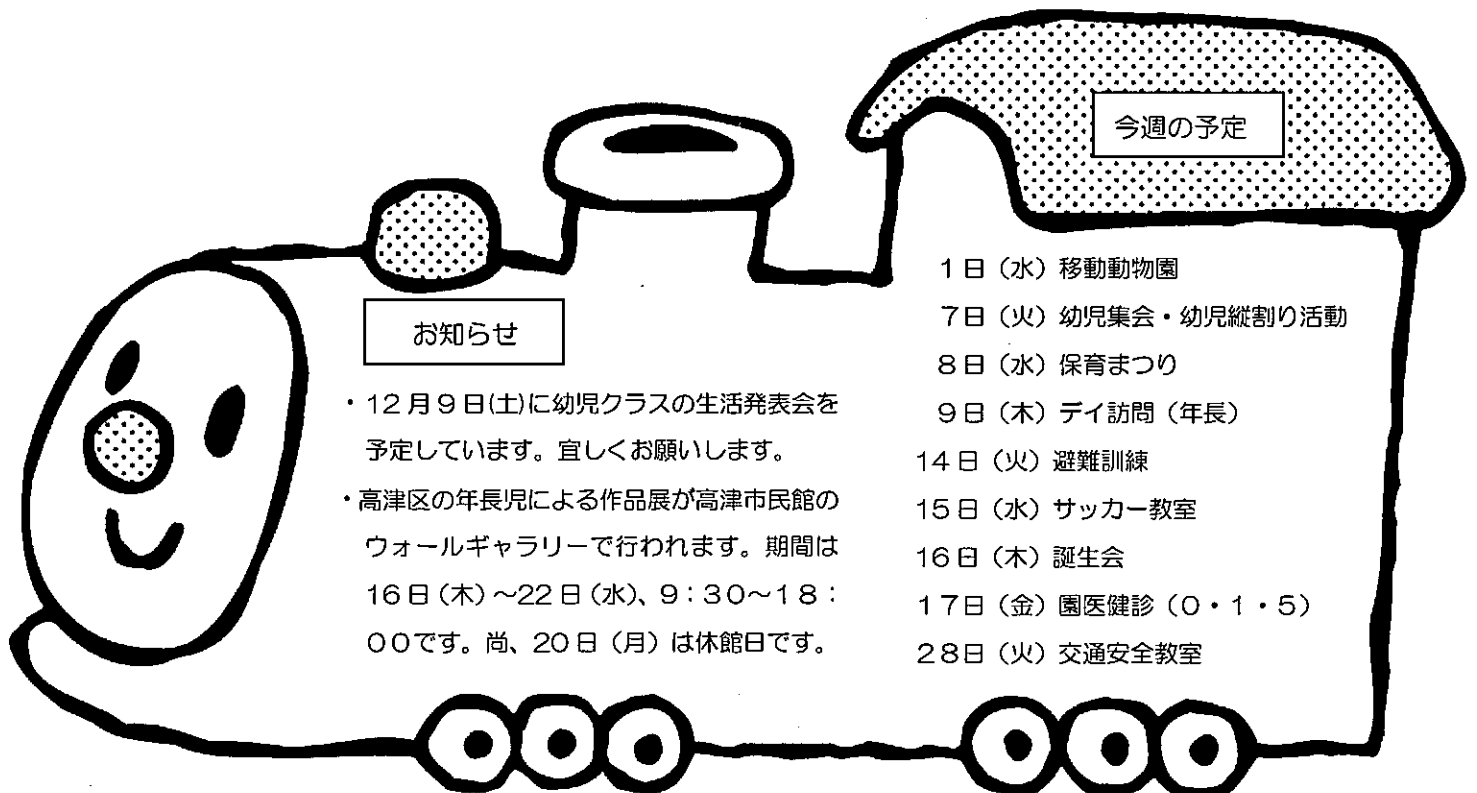 今週の予定
1日（水）移動動物園
7日（火）幼児集会・幼児縦割り活動
8日（水）保育まつり
9日（木）デイ訪問（年長）
14日（火）避難訓練
15日（水）サッカー教室
16日（木）誕生会
17日（金）園医健診（0・1・5）
28日（火）交通安全教室
お知らせ
・12月9日(土)に幼児クラスの生活発表会を
予定しています。宜しくお願いします。
・高津区の年長児による作品展が高津市民館の
ウォールギャラリーで行われます。期間は
16日（木）～22日（水）、9：30～18：
00です。尚、20日（月）は休館日です。